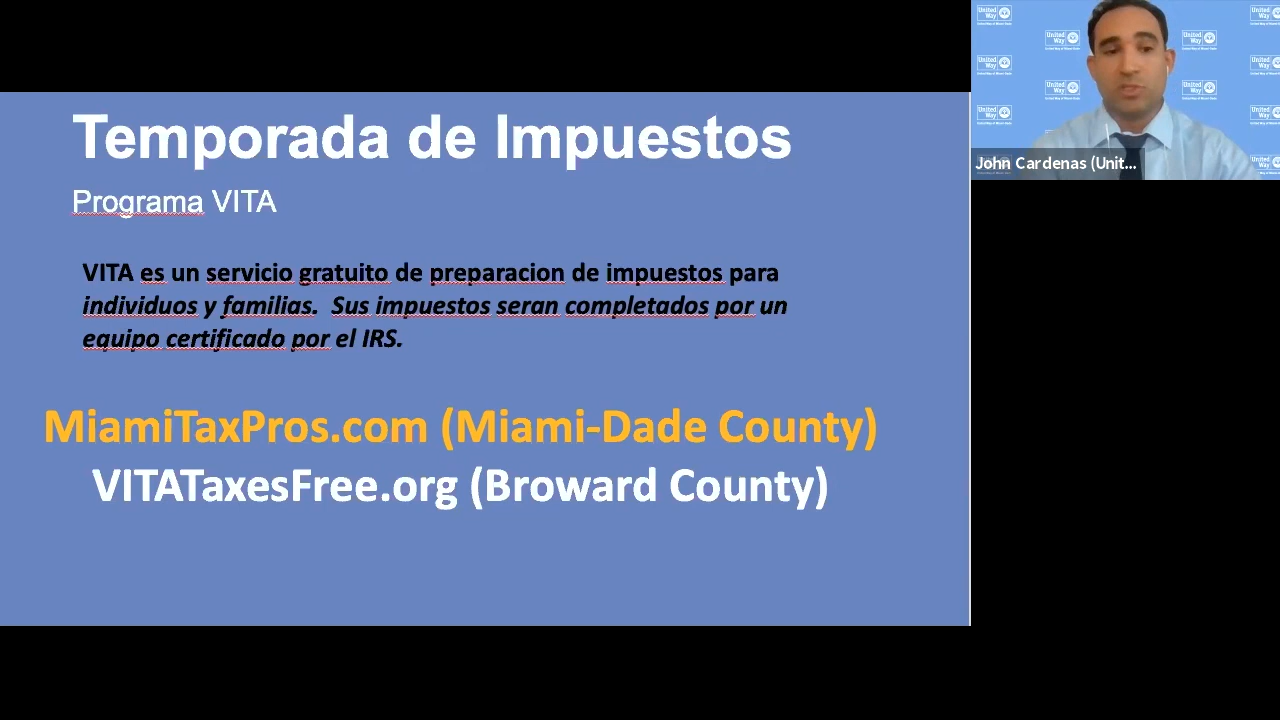 Temporada de Impuestos
Programa VITA
VITA es un servicio gratuito de preparacion de impuestos para
individuos y familias. Sus impuestos seran completados por un
equipo certificado por el IRS.
MiamiTaxPros.com (Miami-Dade County)
VITATaxesFree.org (Broward County)
United
Way
John Cardenas (Unit...